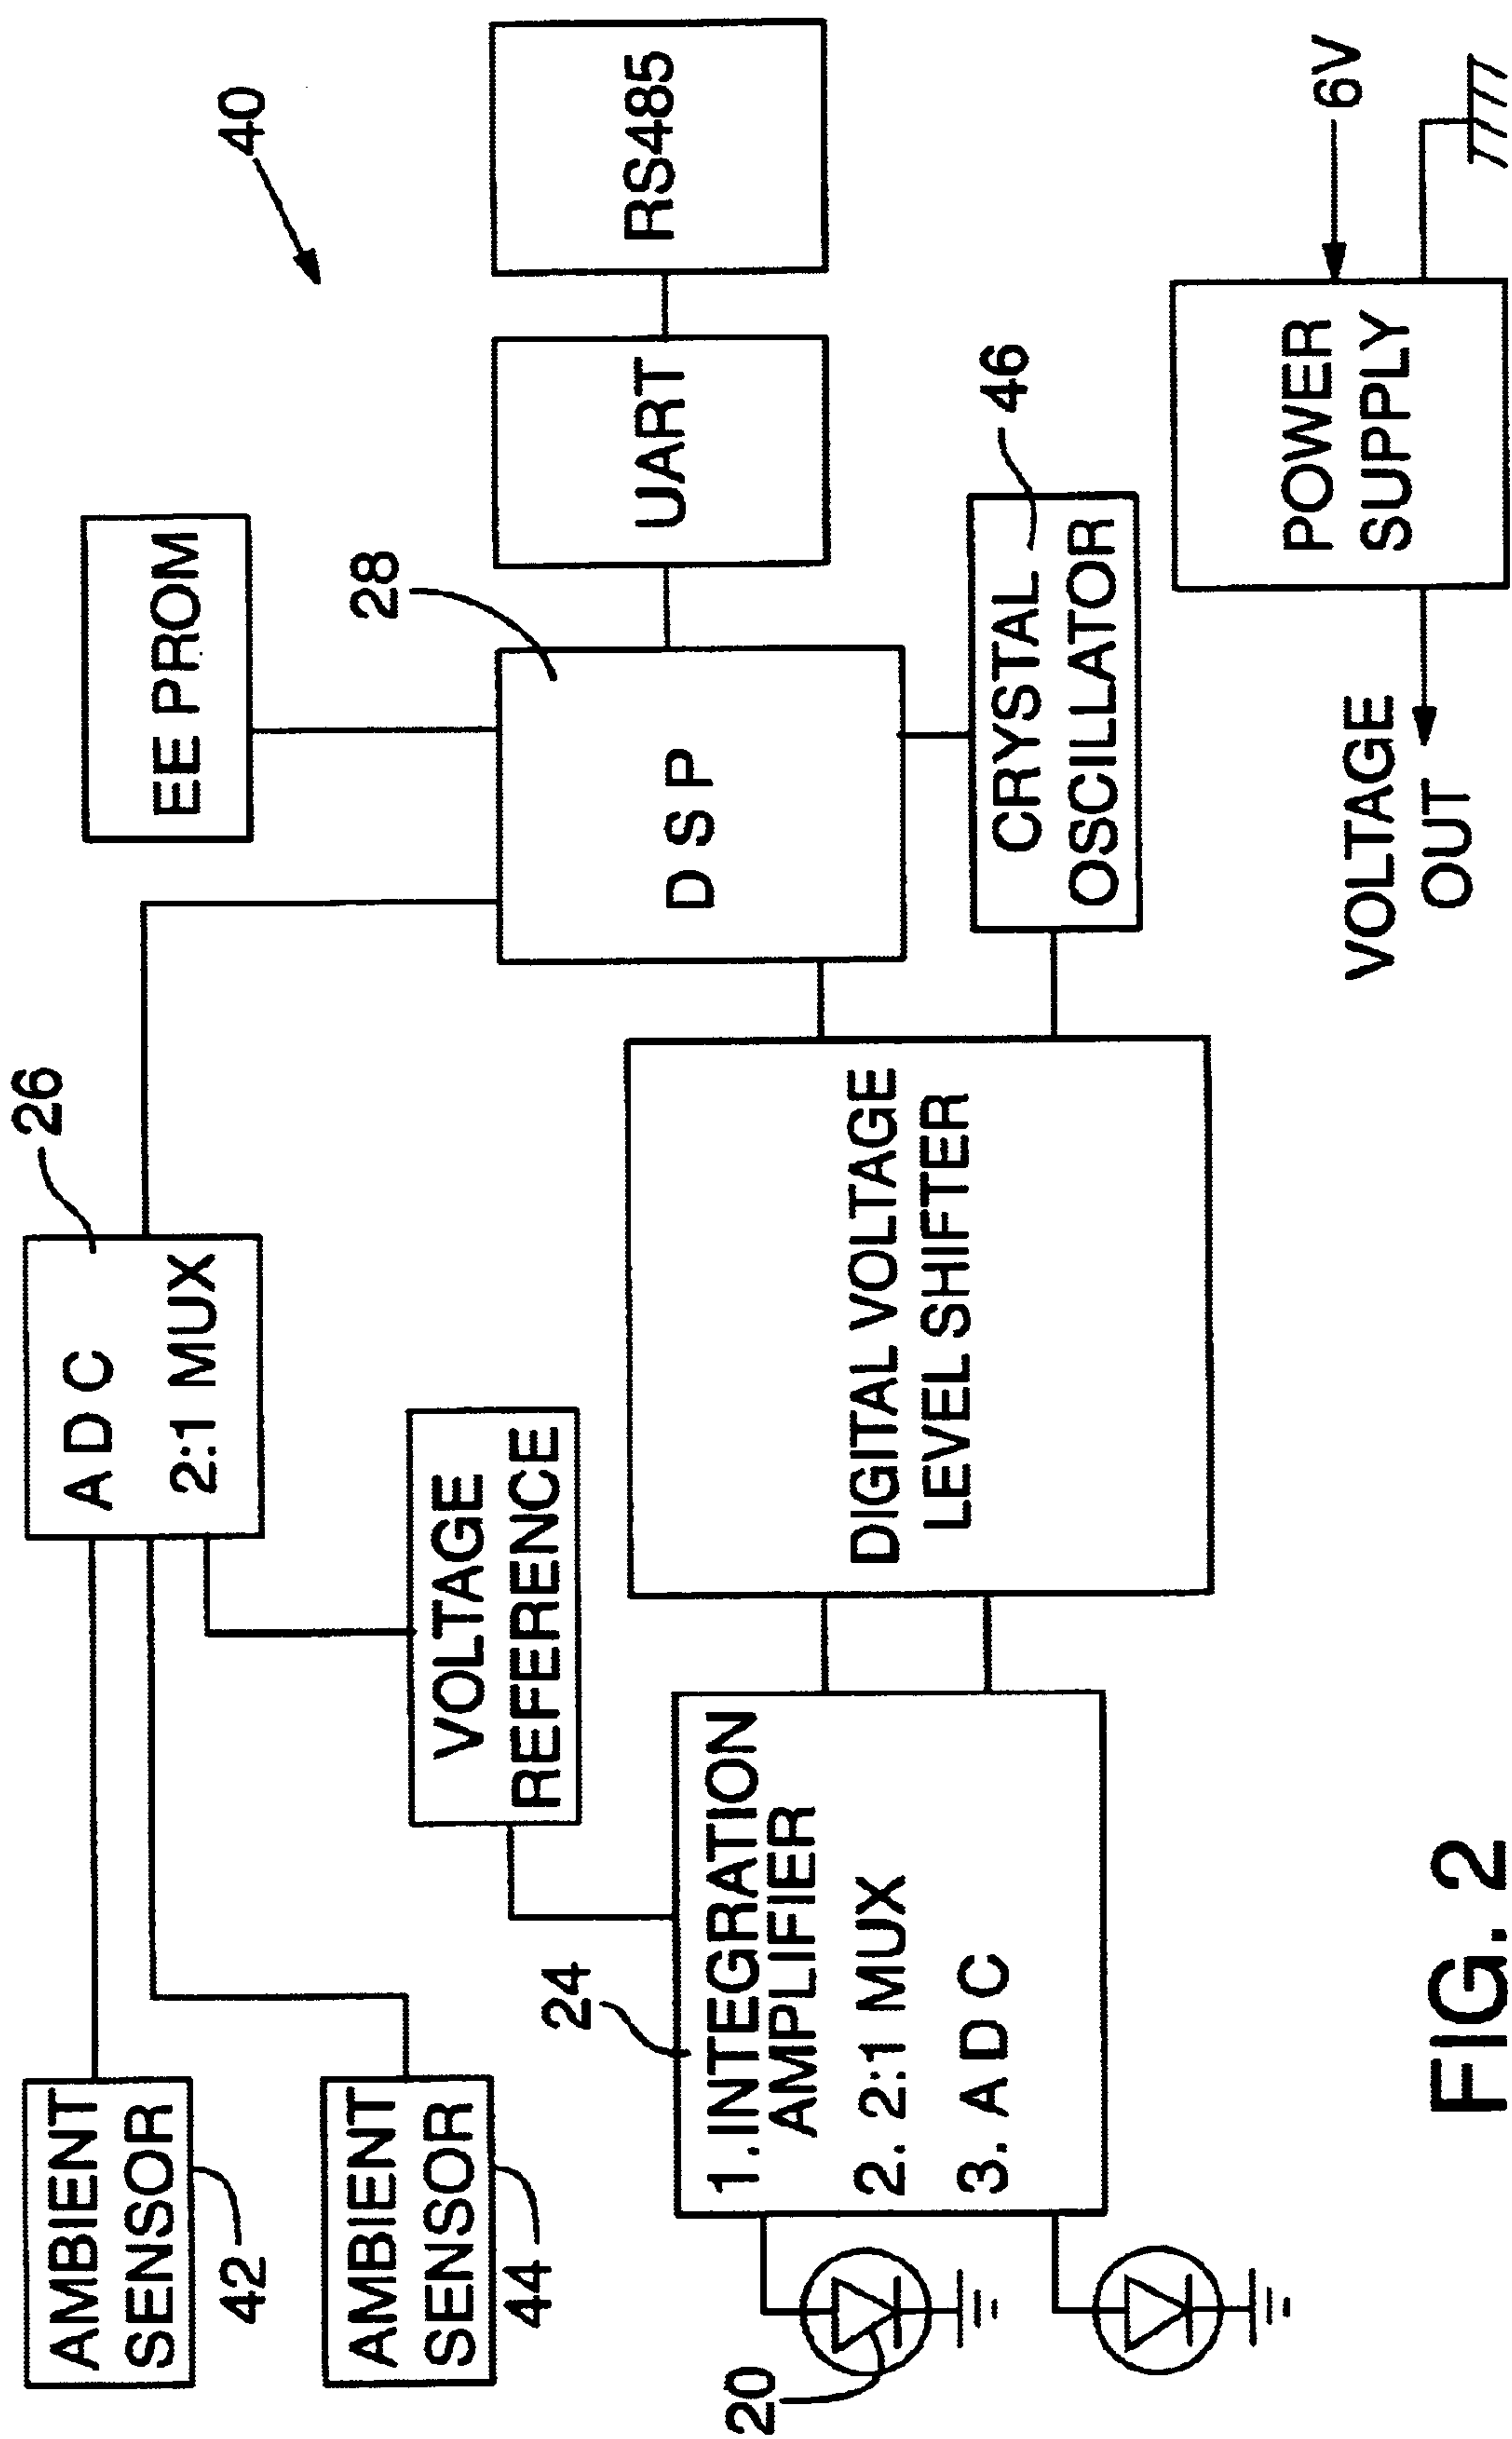 40
EE PROM
28
26
A D C
2:1 MUX
AMBIENT
SENSOR
42
AMBIENT
SENSOR
44
VOLTAGE
REFERENCE
D S P
UART
RS485
24
1. INTEGRATION
AMPLIFIER
2. 2:1 MUX
3. A D C
20
DIGITAL VOLTAGE
LEVEL SHIFTER
CRYSTAL
OSCILLATOR
46
POWER
SUPPLY
6V
VOLTAGE
OUT
FIG. 2